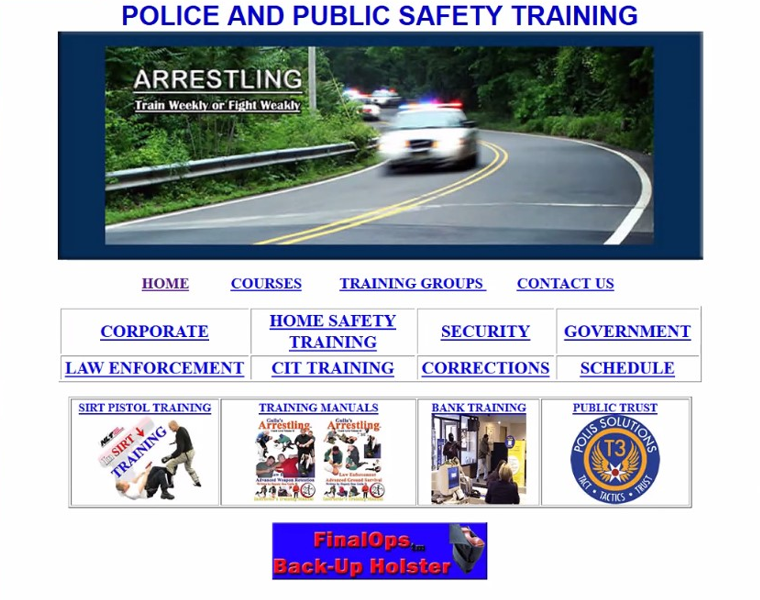 POLICE AND PUBLIC SAFETY TRAINING
ARRESTLING
Train Weekly or Fight Weakly
HOME COURSES TRAINING GROUPS CONTACT US
CORPORATE
HOME SAFETY
TRAINING
SECURITY
GOVERNMENT
LAW ENFORCEMENT
CIT TRAINING
CORRECTIONS
SCHEDULE
SIRT PISTOL TRAINING
SIRT
TRAINING
TRAINING MANUALS
Arrestling
Advanced Weapon Retention
Arrestling
Law Enforcement
Advanced Ground Survival
BANK TRAINING
PUBLIC TRUST
POLIS SOLUTIONS
T3
TACT • TACTICS • TRUST
FinalOps tm
Back-Up Holster